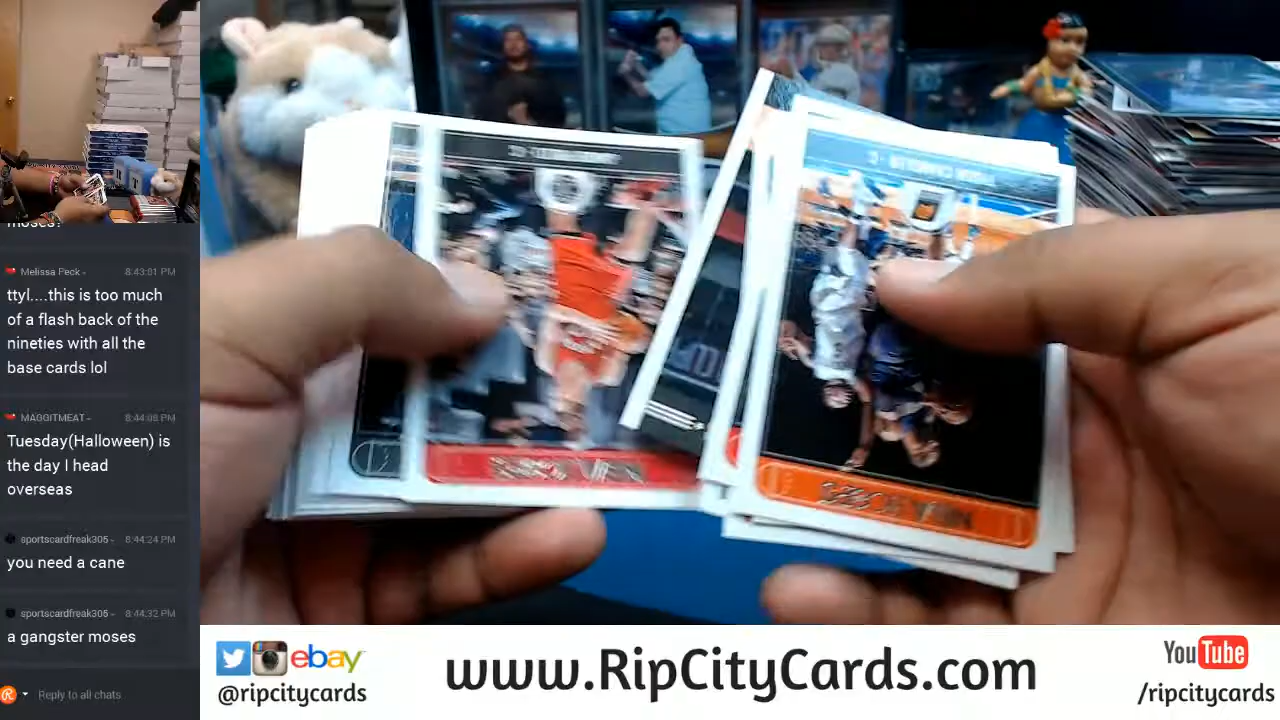 moses?
Melissa Peck 8:43:01 PM
ttyl....this is too much
of a flash back of the
nineties with all the
base cards lol
MAGGITMEAT 8:44:08 PM
Tuesday(Halloween) is
the day I head
overseas
sportscardfreak305 8:44:24 PM
you need a cane
sportscardfreak305 8:44:32 PM
a gangster moses
Reply to all chats
ebay
@ripcitycards
www.RipCityCards.com
YouTube
/ripcitycards